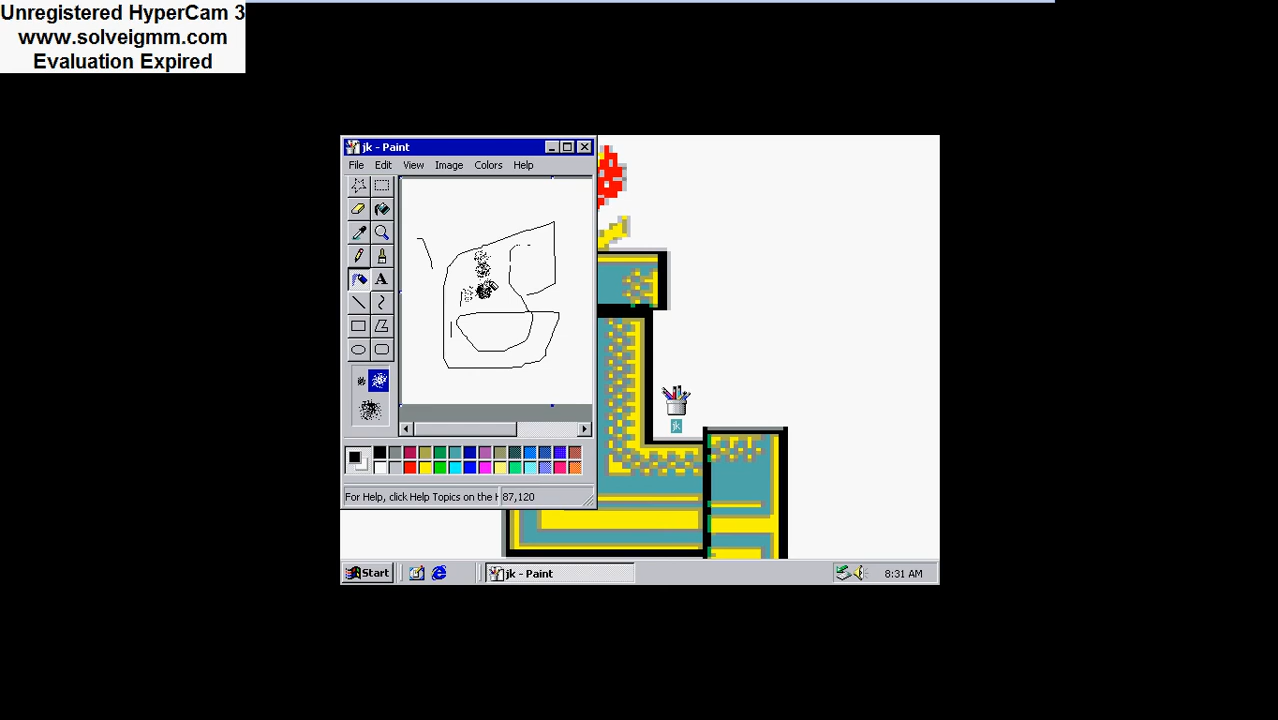 Unregistered HyperCam 3
www.solveigmm.com
Evaluation Expired
jk - Paint
File Edit View Image Colors Help
A
jk
For Help, click Help Topics on the H
87,120
Start
jk - Paint
8:31 AM